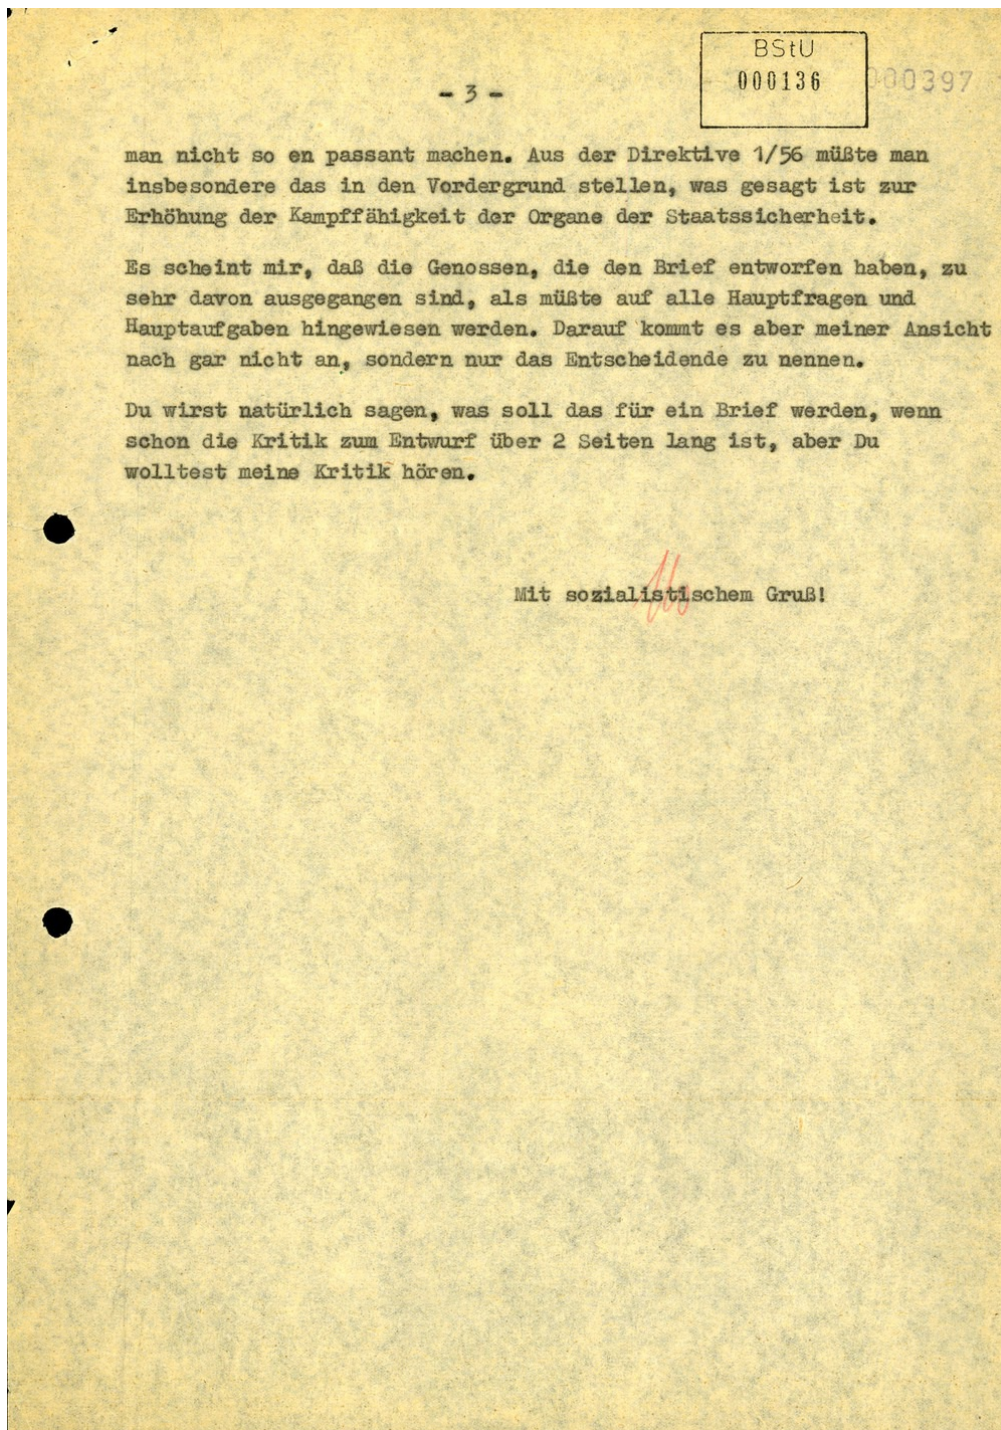 BStU
000136
000397
- 3 -
man nicht so en passant machen. Aus der Direktive 1/56 müßte man
insbesondere das in den Vordergrund stellen, was gesagt ist zur
Erhöhung der Kampffähigkeit der Organe der Staatssicherheit.
Es scheint mir, daß die Genossen, die den Brief entworfen haben, zu
sehr davon ausgegangen sind, als müßte auf alle Hauptfragen und
Hauptaufgaben hingewiesen werden. Darauf kommt es aber meiner Ansicht
nach gar nicht an, sondern nur das Entscheidende zu nennen.
Du wirst natürlich sagen, was soll das für ein Brief werden, wenn
schon die Kritik zum Entwurf über 2 Seiten lang ist, aber Du
wolltest meine Kritik hören.
Mit sozialistischem Gruß!